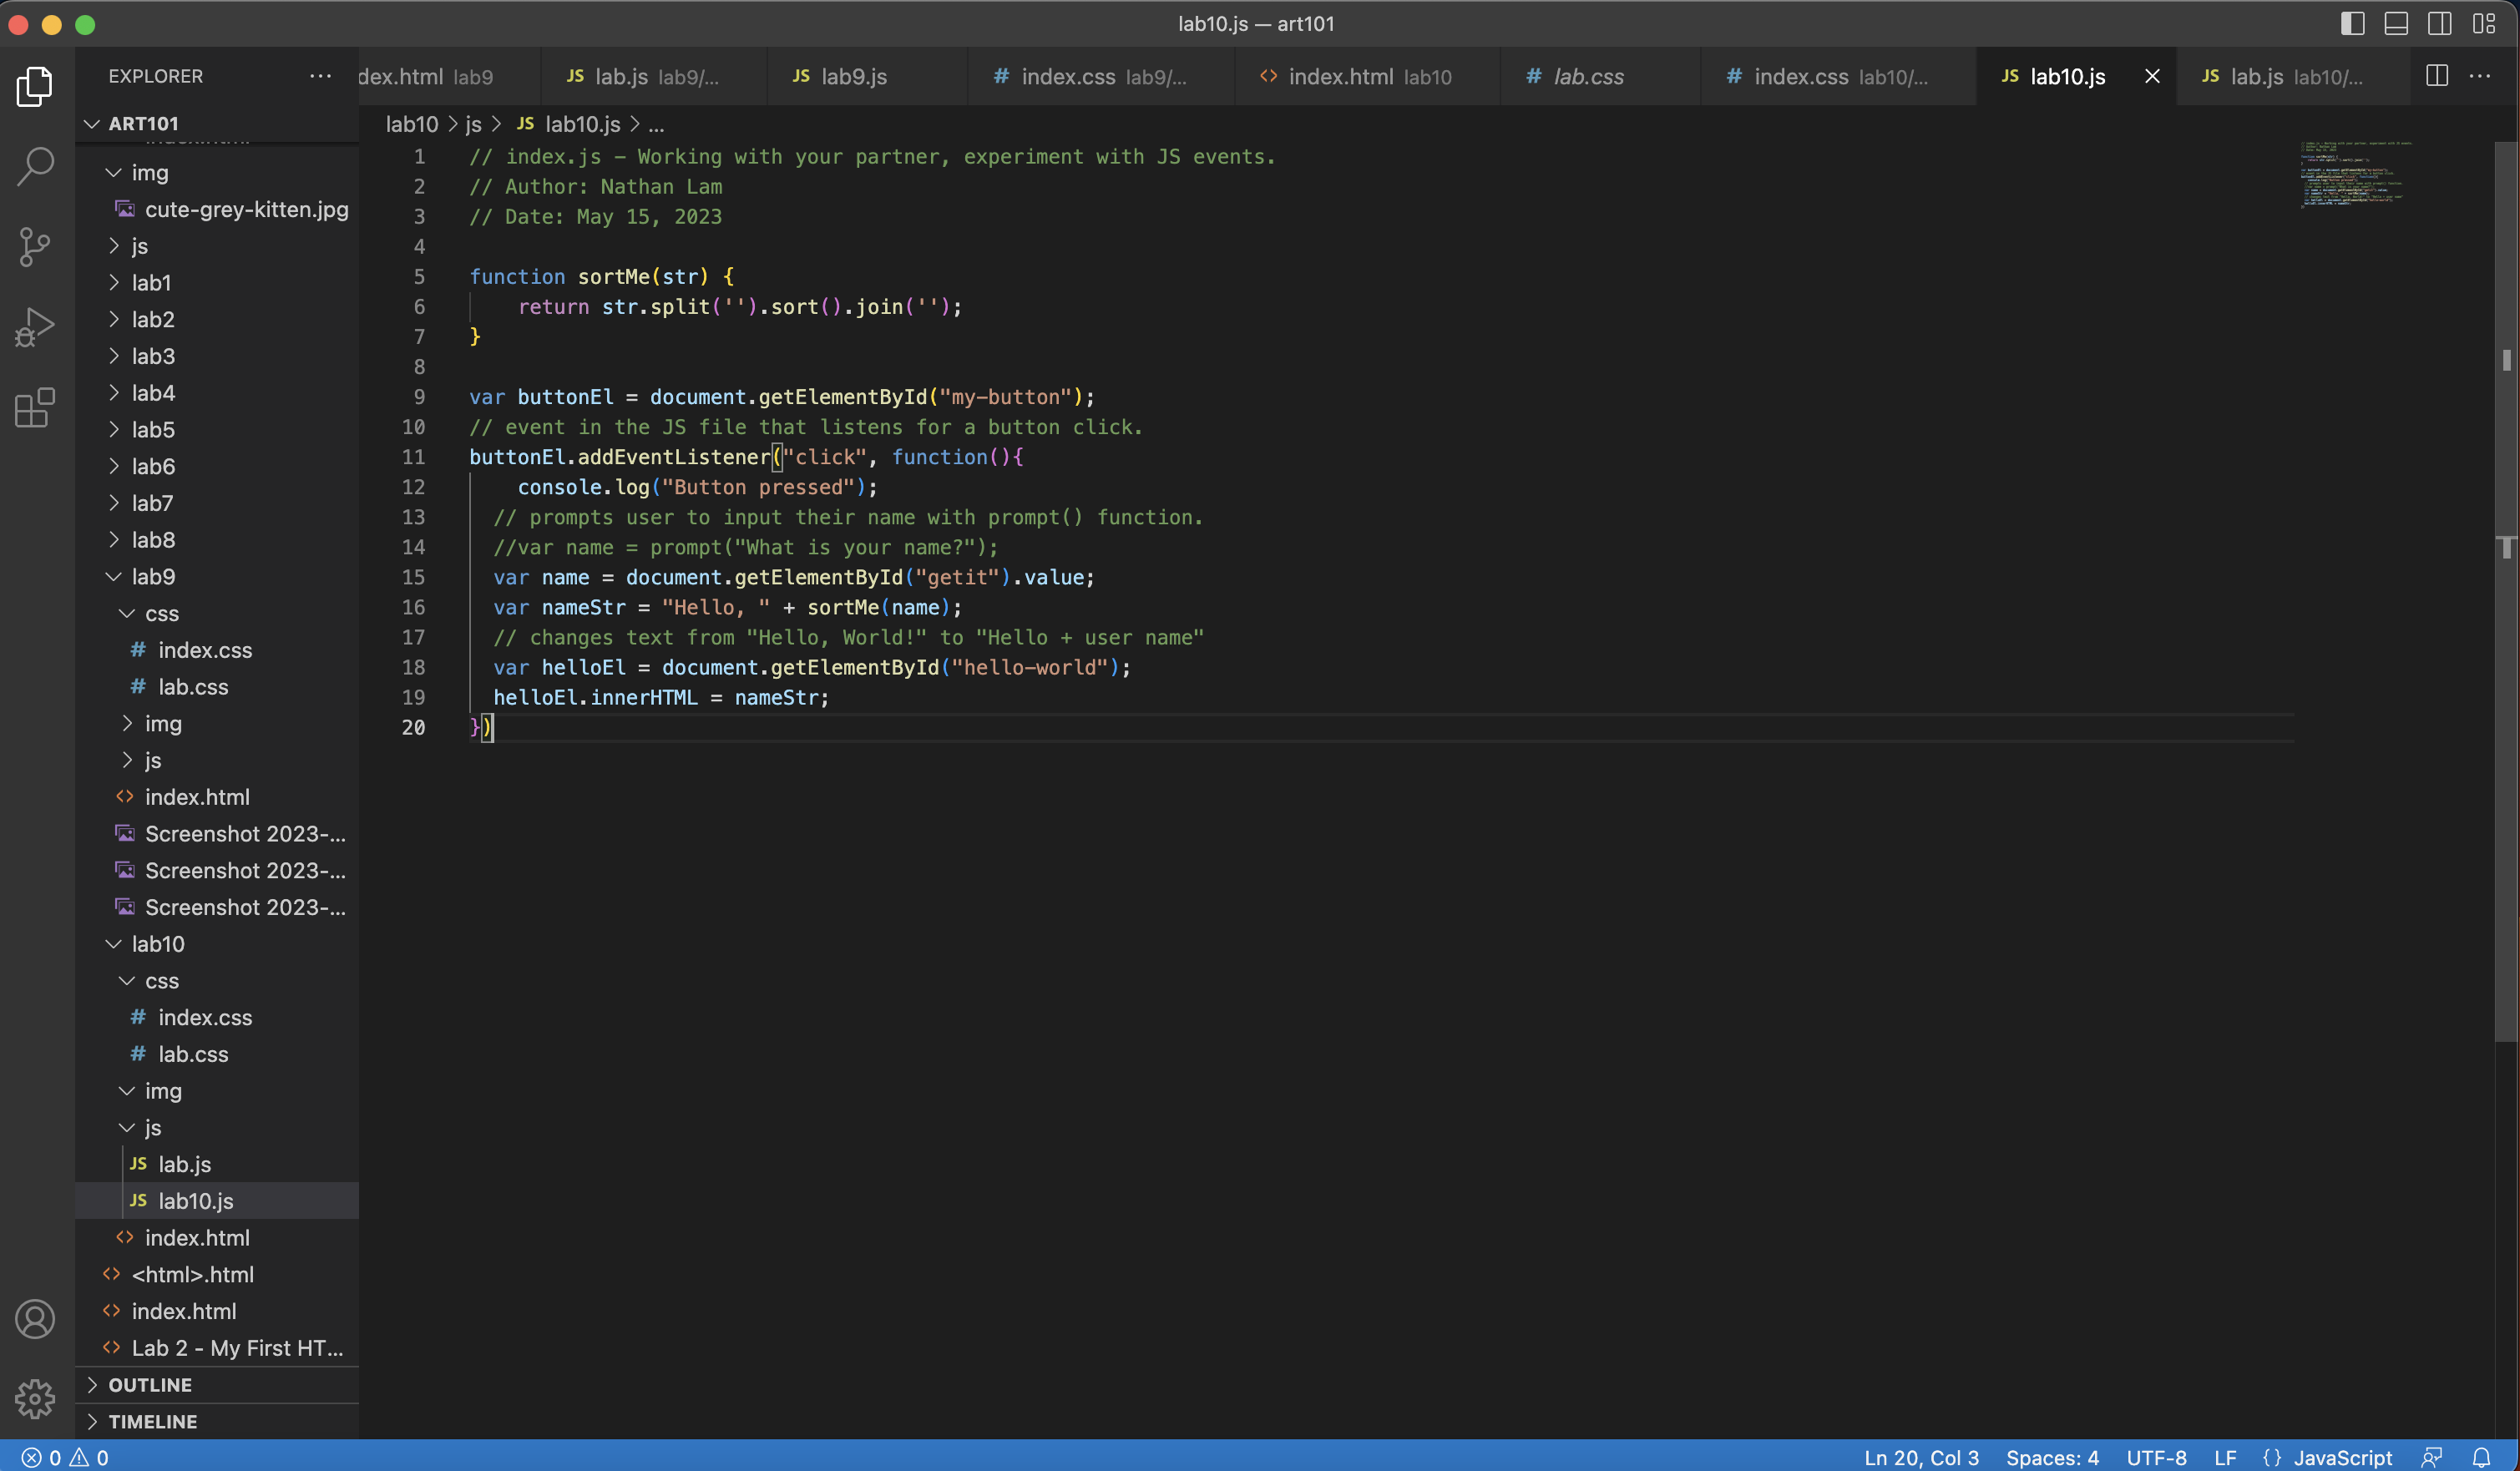 lab10.js — art101
EXPLORER
dex.html lab9
JS lab.js lab9/...
JS lab9.js
# index.css lab9/...
<> index.html lab10
# lab.css
# index.css lab10/...
JS lab10.js
JS lab.js lab10/...
ART101
img
cute-grey-kitten.jpg
js
lab1
lab2
lab3
lab4
lab5
lab6
lab7
lab8
lab9
css
# index.css
# lab.css
img
js
<> index.html
Screenshot 2023-...
Screenshot 2023-...
Screenshot 2023-...
lab10
css
# index.css
# lab.css
img
js
JS lab.js
JS lab10.js
<> index.html
<> <html>.html
<> index.html
<> Lab 2 - My First HT...
OUTLINE
TIMELINE
lab10 > js > JS lab10.js > ...
1 // index.js - Working with your partner, experiment with JS events.
2 // Author: Nathan Lam
3 // Date: May 15, 2023
4
5 function sortMe(str) {
6 return str.split('').sort().join('');
7 }
8
9 var buttonEl = document.getElementById("my-button");
10 // event in the JS file that listens for a button click.
11 buttonEl.addEventListener("click", function(){
12 console.log("Button pressed");
13 // prompts user to input their name with prompt() function.
14 //var name = prompt("What is your name?");
15 var name = document.getElementById("getit").value;
16 var nameStr = "Hello, " + sortMe(name);
17 // changes text from "Hello, World!" to "Hello + user name"
18 var helloEl = document.getElementById("hello-world");
19 helloEl.innerHTML = nameStr;
20 })
0 0
Ln 20, Col 3
Spaces: 4
UTF-8
LF
{} JavaScript